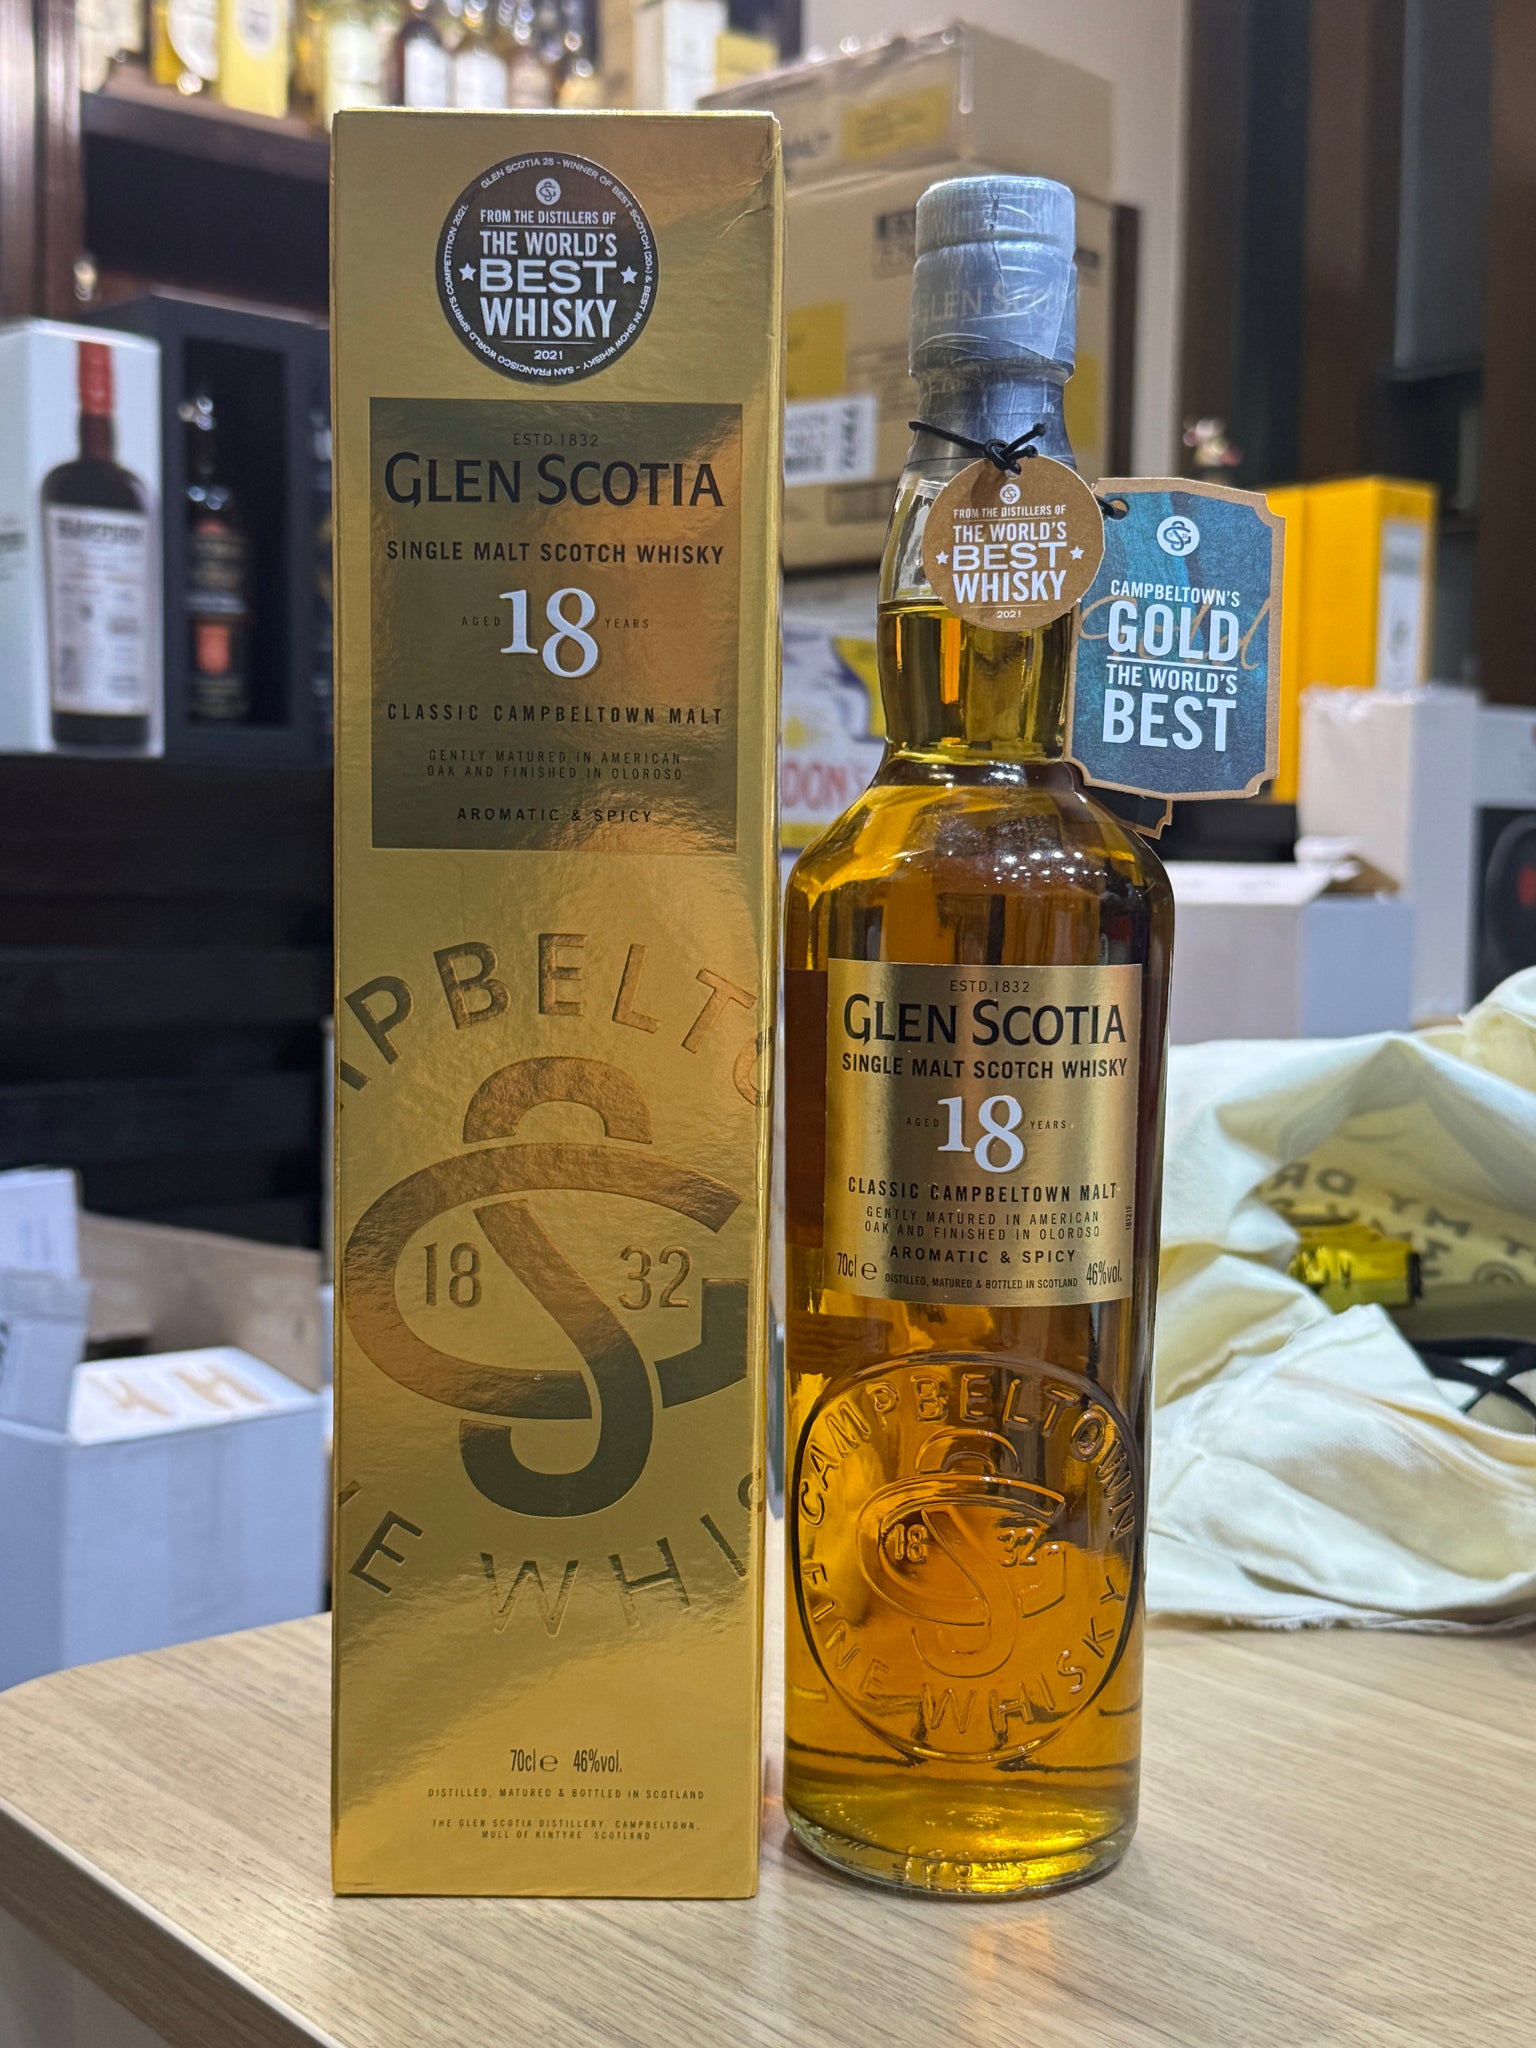 GLEN SCOTIA 25 - WINNER OF BEST SCOTCH (20+) & BEST IN SHOW WHISKY - SAN FRANCISCO WORLD SPIRITS COMPETITION 2021.
FROM THE DISTILLERS OF
THE WORLD'S
BEST
WHISKY
2021
ESTD.1832
GLEN SCOTIA
SINGLE MALT SCOTCH WHISKY
AGED 18 YEARS
CLASSIC CAMPBELTOWN MALT
GENTLY MATURED IN AMERICAN
OAK AND FINISHED IN OLOROSO
AROMATIC & SPICY
MPBELTO
18 32
NE WHIS
70cl e 46%vol.
DISTILLED, MATURED & BOTTLED IN SCOTLAND
THE GLEN SCOTIA DISTILLERY, CAMPBELTOWN,
MULL OF KINTYRE SCOTLAND
GLEN SCOTIA
FROM THE DISTILLERS OF
THE WORLD'S
BEST
WHISKY
2021
CAMPBELTOWN'S
GOLD
THE WORLD'S
BEST
ESTD.1832
GLEN SCOTIA
SINGLE MALT SCOTCH WHISKY
AGED 18 YEARS
CLASSIC CAMPBELTOWN MALT
GENTLY MATURED IN AMERICAN
OAK AND FINISHED IN OLOROSO
AROMATIC & SPICY
70cl e DISTILLED, MATURED & BOTTLED IN SCOTLAND 46%vol.
CAMPBELTOWN
18 32
FINE WHISKY